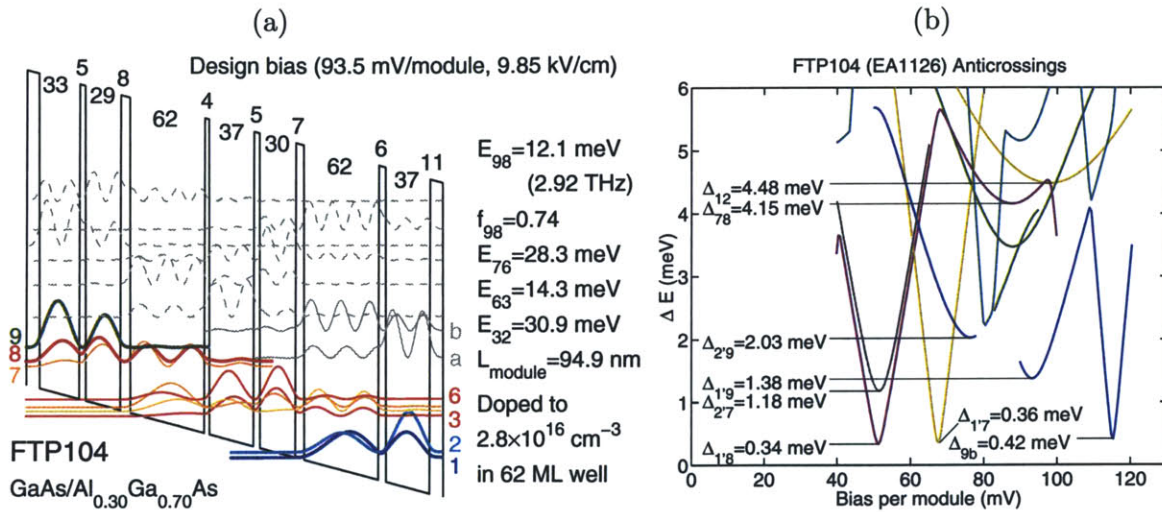 (a)
Design bias (93.5 mV/module, 9.85 kV/cm)
33 5 29 8 62 4 37 5 30 7 62 6 37 11
E₉₈=12.1 meV
(2.92 THz)
f₉₈=0.74
E₇₆=28.3 meV
E₆₃=14.3 meV
E₃₂=30.9 meV
L_module=94.9 nm
Doped to
2.8×10¹⁶ cm⁻³
in 62 ML well
9
8
7
b
a
6
3
2
1
FTP104
GaAs/Al₀.₃₀Ga₀.₇₀As
(b)
FTP104 (EA1126) Anticrossings
6
5
4
3
2
1
0
ΔE (meV)
Δ₁₂=4.48 meV
Δ₇₈=4.15 meV
Δ₂'₉=2.03 meV
Δ₁'₉=1.38 meV
Δ₂'₇=1.18 meV
Δ₁'₈=0.34 meV
Δ₁'₇=0.36 meV
Δ₉b=0.42 meV
0 20 40 60 80 100 120
Bias per module (mV)